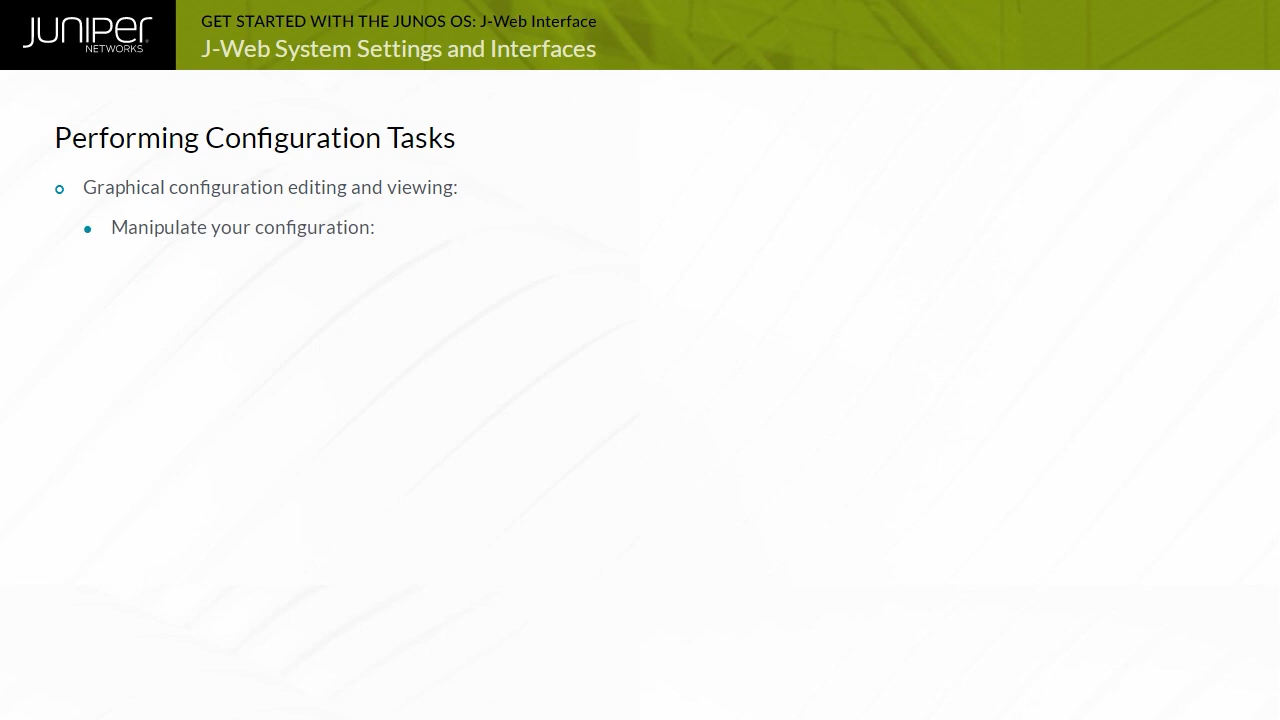 JUNIPER
NETWORKS
GET STARTED WITH THE JUNOS OS: J-Web Interface
J-Web System Settings and Interfaces
Performing Configuration Tasks
Graphical configuration editing and viewing:
Manipulate your configuration: